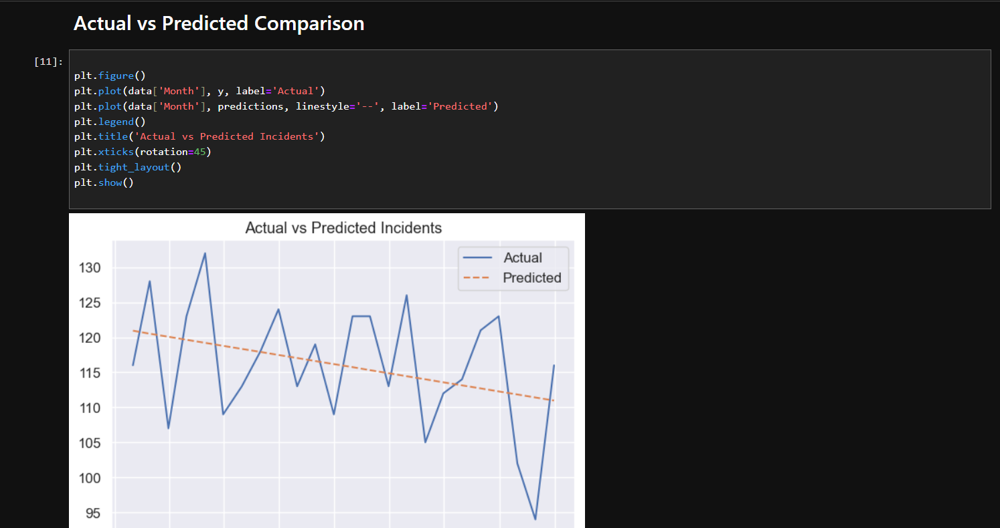 Actual vs Predicted Comparison
[11]:
plt.figure()
plt.plot(data['Month'], y, label='Actual')
plt.plot(data['Month'], predictions, linestyle='--', label='Predicted')
plt.legend()
plt.title('Actual vs Predicted Incidents')
plt.xticks(rotation=45)
plt.tight_layout()
plt.show()
Actual vs Predicted Incidents
Actual
Predicted
130
125
120
115
110
105
100
95